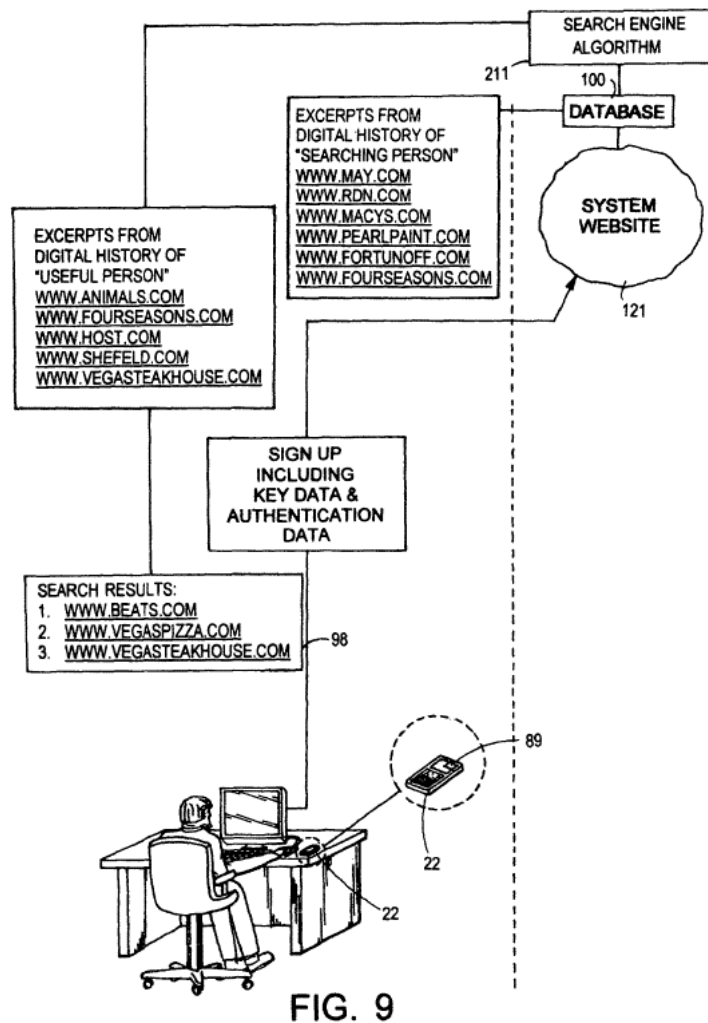 SEARCH ENGINE
ALGORITHM
211
100
DATABASE
SYSTEM
WEBSITE
121
EXCERPTS FROM
DIGITAL HISTORY OF
"SEARCHING PERSON"
WWW.MAY.COM
WWW.RDN.COM
WWW.MACYS.COM
WWW.PEARLPAINT.COM
WWW.FORTUNOFF.COM
WWW.FOURSEASONS.COM
EXCERPTS FROM
DIGITAL HISTORY OF
"USEFUL PERSON"
WWW.ANIMALS.COM
WWW.FOURSEASONS.COM
WWW.HOST.COM
WWW.SHEFELD.COM
WWW.VEGASTEAKHOUSE.COM
SIGN UP
INCLUDING
KEY DATA &
AUTHENTICATION
DATA
SEARCH RESULTS:
1. WWW.BEATS.COM
2. WWW.VEGASPIZZA.COM
3. WWW.VEGASTEAKHOUSE.COM
98
89
22
22
FIG. 9